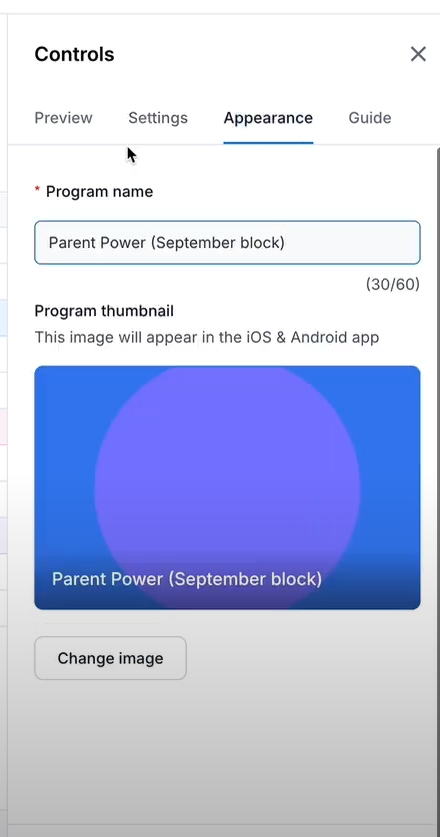 Controls
Preview Settings Appearance Guide
* Program name
Parent Power (September block)
(30/60)
Program thumbnail
This image will appear in the iOS & Android app
Parent Power (September block)
Change image